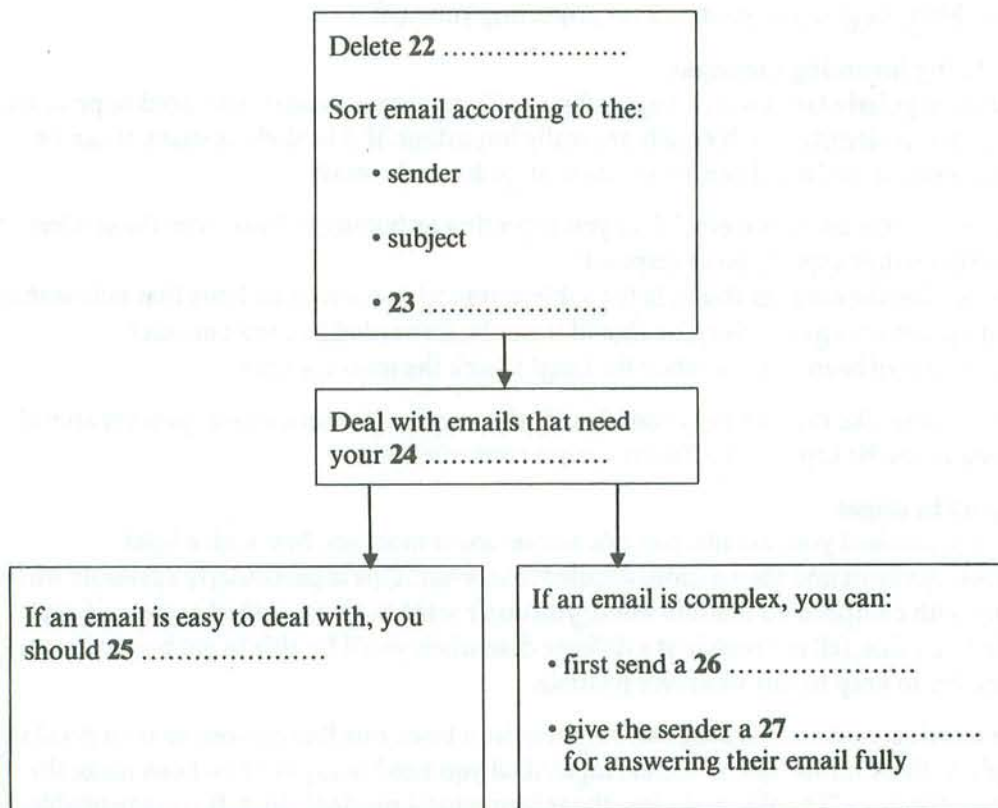 Delete 22 ..............................
Sort email according to the:
• sender
• subject
• 23 ..........................
Deal with emails that need
your 24 ..........................
If an email is easy to deal with, you
should 25 ..........................
If an email is complex, you can:
• first send a 26 ..........................
• give the sender a 27 ..........................
for answering their email fully